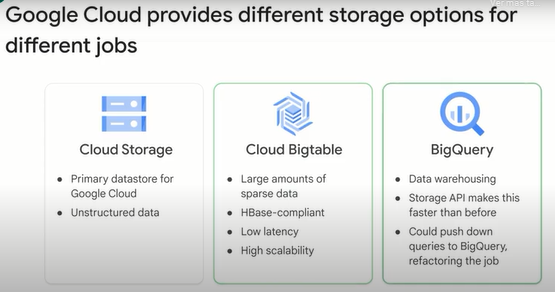 Google Cloud provides different storage options for
different jobs
Cloud Storage
• Primary datastore for
Google Cloud
• Unstructured data
Cloud Bigtable
• Large amounts of
sparse data
• HBase-compliant
• Low latency
• High scalability
BigQuery
• Data warehousing
• Storage API makes this
faster than before
• Could push down
queries to BigQuery,
refactoring the job